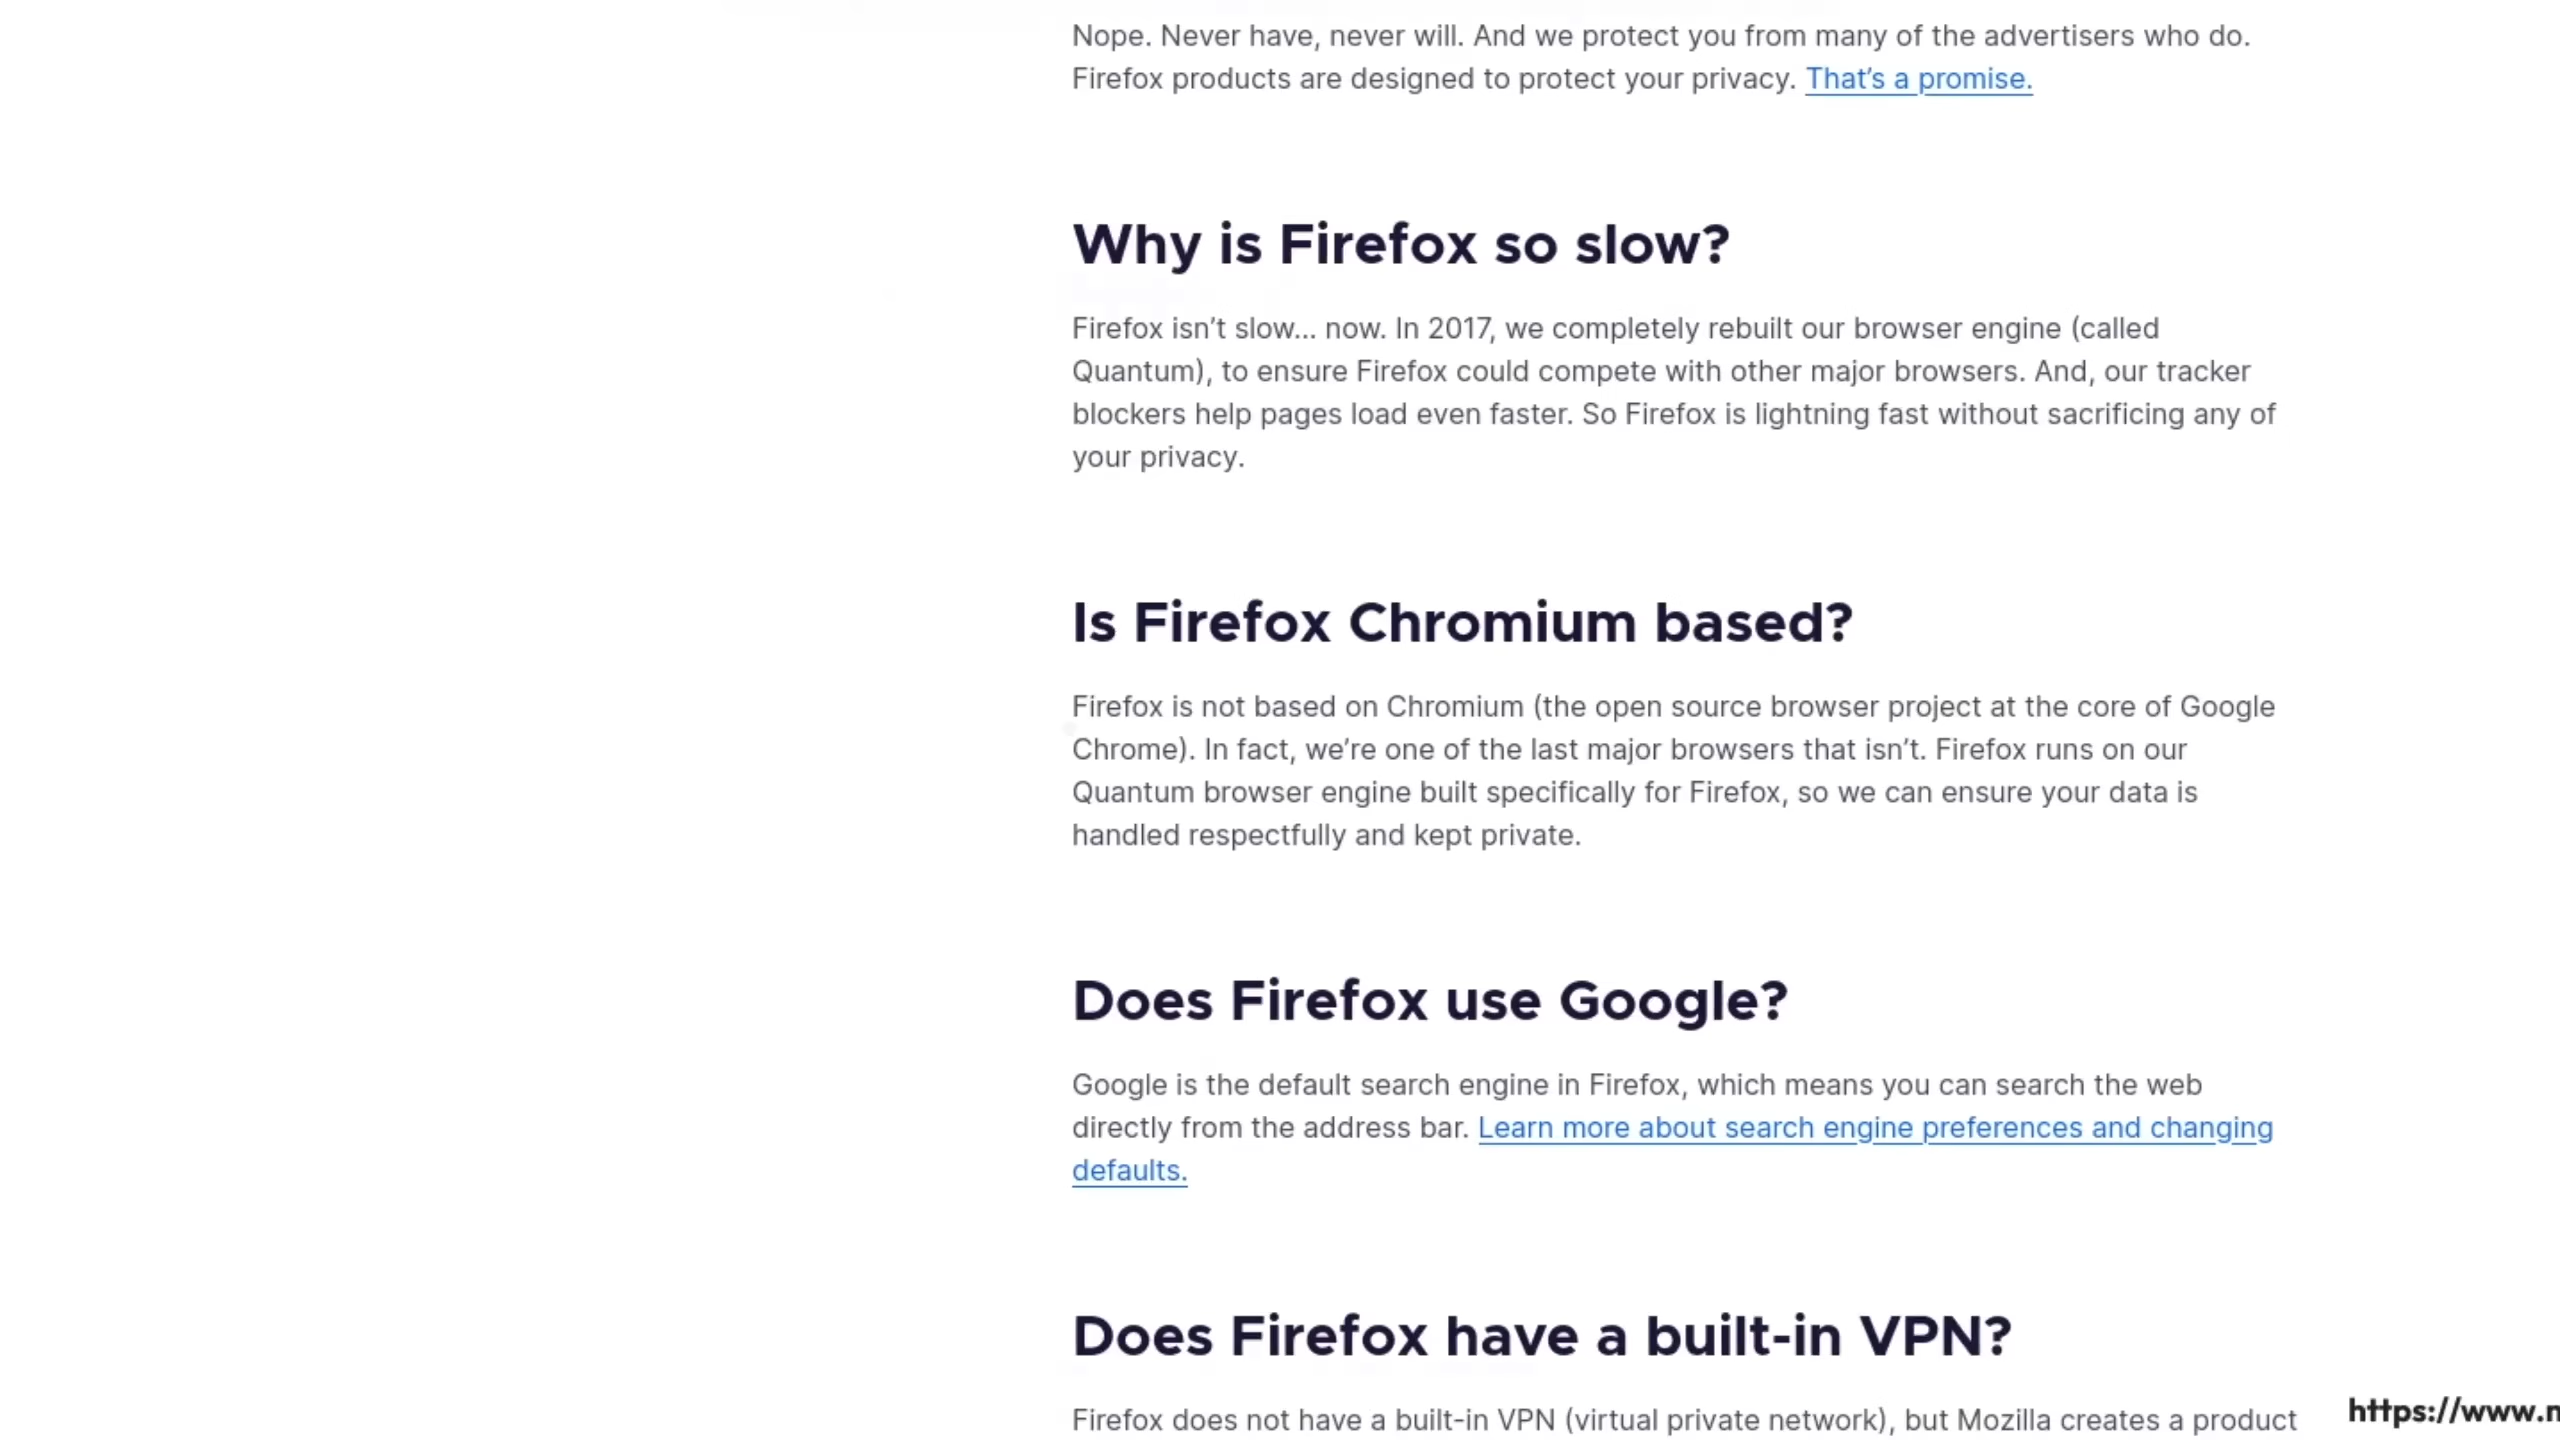 Nope. Never have, never will. And we protect you from many of the advertisers who do.
Firefox products are designed to protect your privacy. That’s a promise.
Why is Firefox so slow?
Firefox isn’t slow… now. In 2017, we completely rebuilt our browser engine (called
Quantum), to ensure Firefox could compete with other major browsers. And, our tracker
blockers help pages load even faster. So Firefox is lightning fast without sacrificing any of
your privacy.
Is Firefox Chromium based?
Firefox is not based on Chromium (the open source browser project at the core of Google
Chrome). In fact, we’re one of the last major browsers that isn’t. Firefox runs on our
Quantum browser engine built specifically for Firefox, so we can ensure your data is
handled respectfully and kept private.
Does Firefox use Google?
Google is the default search engine in Firefox, which means you can search the web
directly from the address bar. Learn more about search engine preferences and changing
defaults.
Does Firefox have a built-in VPN?
Firefox does not have a built-in VPN (virtual private network), but Mozilla creates a product
https://www.